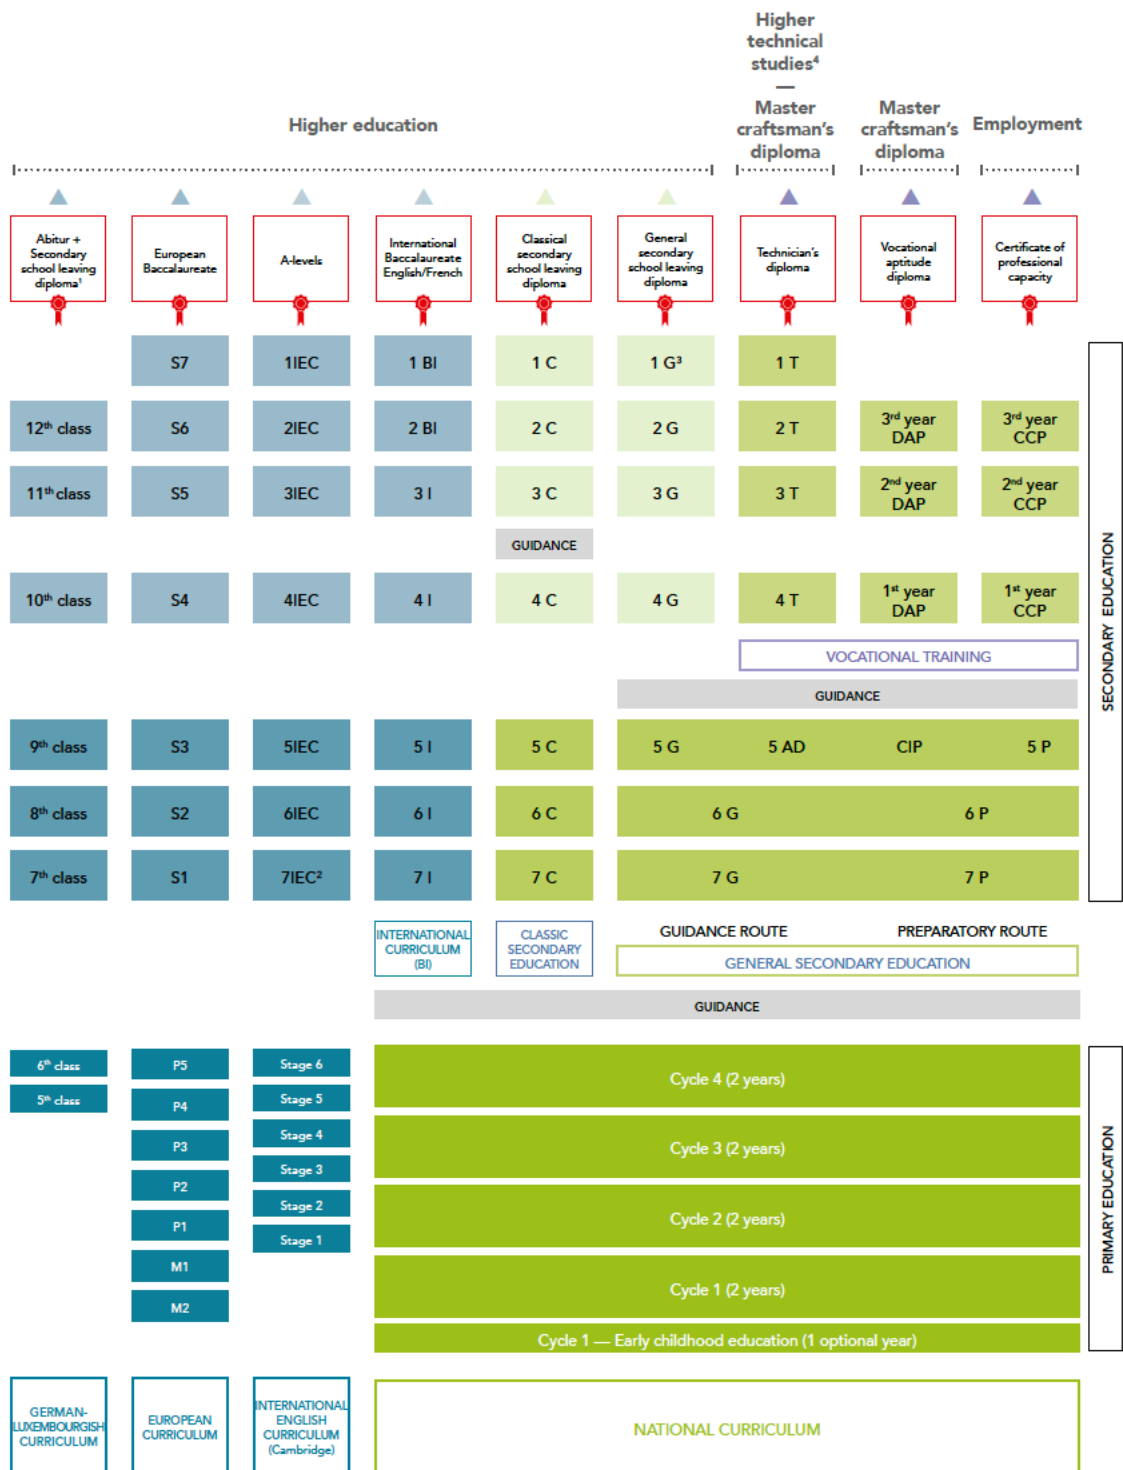 Higher
technical
studies⁴
—
Master
craftsman's
diploma
Master
craftsman's
diploma
Employment
Higher education
Abitur +
Secondary
school leaving
diploma¹
European
Baccalaureate
A-levels
International
Baccalaureate
English/French
Classical
secondary
school leaving
diploma
General
secondary
school leaving
diploma
Technician's
diploma
Vocational
aptitude
diploma
Certificate of
professional
capacity
S7
1IEC
1 BI
1 C
1 G³
1 T
12th class
S6
2IEC
2 BI
2 C
2 G
2 T
3rd year
DAP
3rd year
CCP
11th class
S5
3IEC
3 I
3 C
3 G
3 T
2nd year
DAP
2nd year
CCP
GUIDANCE
10th class
S4
4IEC
4 I
4 C
4 G
4 T
1st year
DAP
1st year
CCP
VOCATIONAL TRAINING
GUIDANCE
9th class
S3
5IEC
5 I
5 C
5 G
5 AD
CIP
5 P
8th class
S2
6IEC
6 I
6 C
6 G
6 P
7th class
S1
7IEC²
7 I
7 C
7 G
7 P
SECONDARY EDUCATION
INTERNATIONAL
CURRICULUM
(BI)
CLASSIC
SECONDARY
EDUCATION
GUIDANCE ROUTE
PREPARATORY ROUTE
GENERAL SECONDARY EDUCATION
GUIDANCE
6th class
5th class
P5
P4
P3
P2
P1
M1
M2
Stage 6
Stage 5
Stage 4
Stage 3
Stage 2
Stage 1
Cycle 4 (2 years)
Cycle 3 (2 years)
Cycle 2 (2 years)
Cycle 1 (2 years)
Cycle 1 — Early childhood education (1 optional year)
PRIMARY EDUCATION
GERMAN-
LUXEMBOURGISH
CURRICULUM
EUROPEAN
CURRICULUM
INTERNATIONAL
ENGLISH
CURRICULUM
(Cambridge)
NATIONAL CURRICULUM